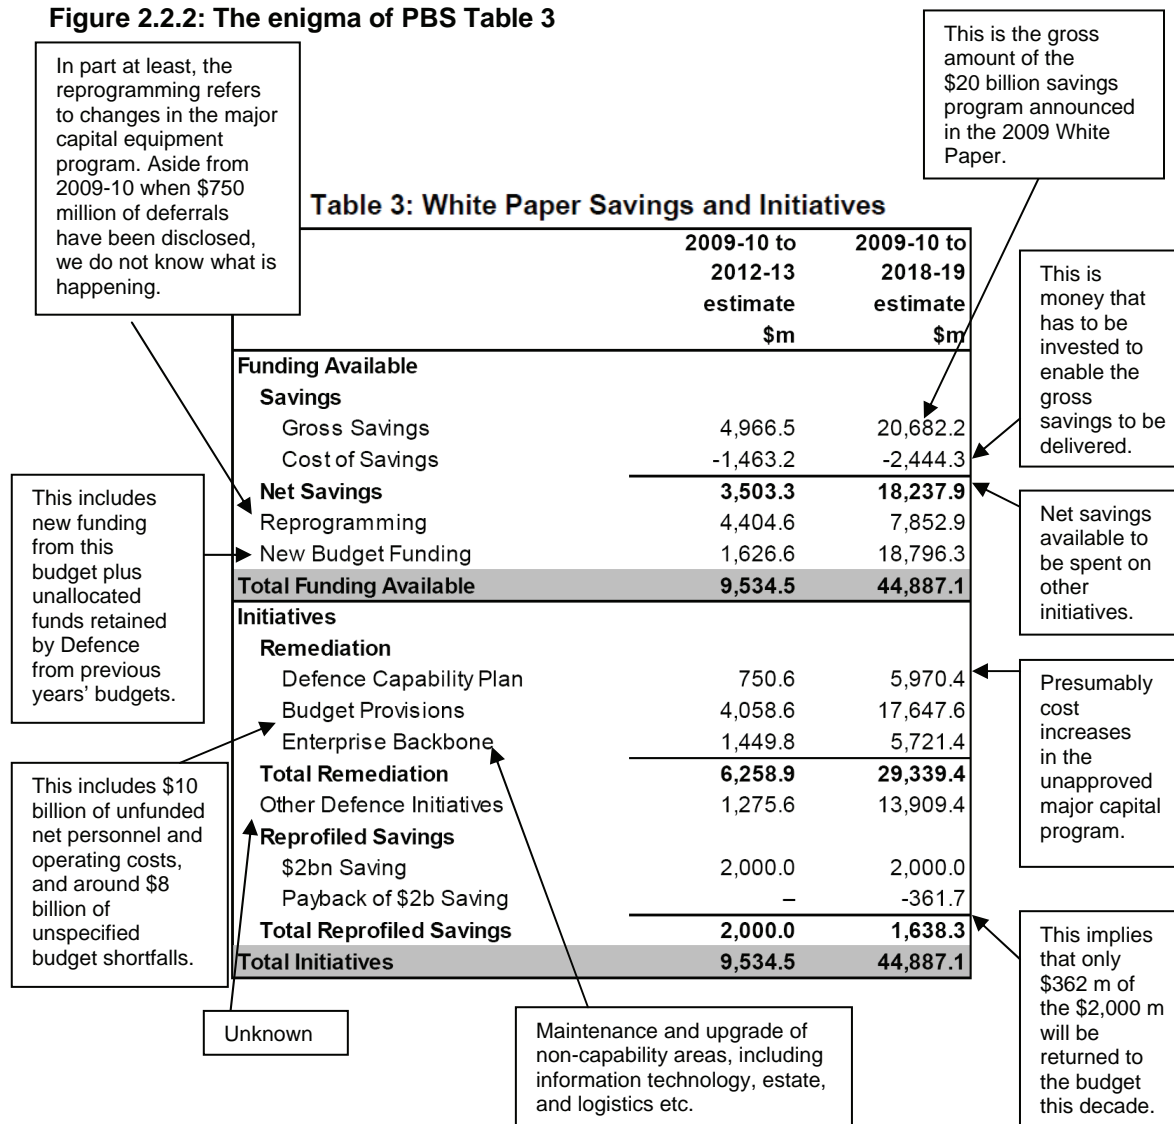 Figure 2.2.2: The enigma of PBS Table 3
In part at least, the
reprogramming refers
to changes in the major
capital equipment
program. Aside from
2009-10 when $750
million of deferrals
have been disclosed,
we do not know what is
happening.
This is the gross
amount of the
$20 billion savings
program announced
in the 2009 White
Paper.
Table 3: White Paper Savings and Initiatives
2009-10 to 2009-10 to
2012-13 2018-19
estimate estimate
$m $m
This is
money that
has to be
invested to
enable the
gross
savings to be
delivered.
Funding Available
Savings
Gross Savings 4,966.5 20,682.2
Cost of Savings -1,463.2 -2,444.3
Net Savings 3,503.3 18,237.9
Reprogramming 4,404.6 7,852.9
New Budget Funding 1,626.6 18,796.3
Total Funding Available 9,534.5 44,887.1
This includes
new funding
from this
budget plus
unallocated
funds retained
by Defence
from previous
years’ budgets.
Net savings
available to
be spent on
other
initiatives.
Initiatives
Remediation
Defence Capability Plan 750.6 5,970.4
Budget Provisions 4,058.6 17,647.6
Enterprise Backbone 1,449.8 5,721.4
Total Remediation 6,258.9 29,339.4
Other Defence Initiatives 1,275.6 13,909.4
Reprofiled Savings
$2bn Saving 2,000.0 2,000.0
Payback of $2b Saving – -361.7
Total Reprofiled Savings 2,000.0 1,638.3
Total Initiatives 9,534.5 44,887.1
Presumably
cost
increases
in the
unapproved
major capital
program.
This includes $10
billion of unfunded
net personnel and
operating costs,
and around $8
billion of
unspecified
budget shortfalls.
Unknown
Maintenance and upgrade of
non-capability areas, including
information technology, estate,
and logistics etc.
This implies
that only
$362 m of
the $2,000 m
will be
returned to
the budget
this decade.